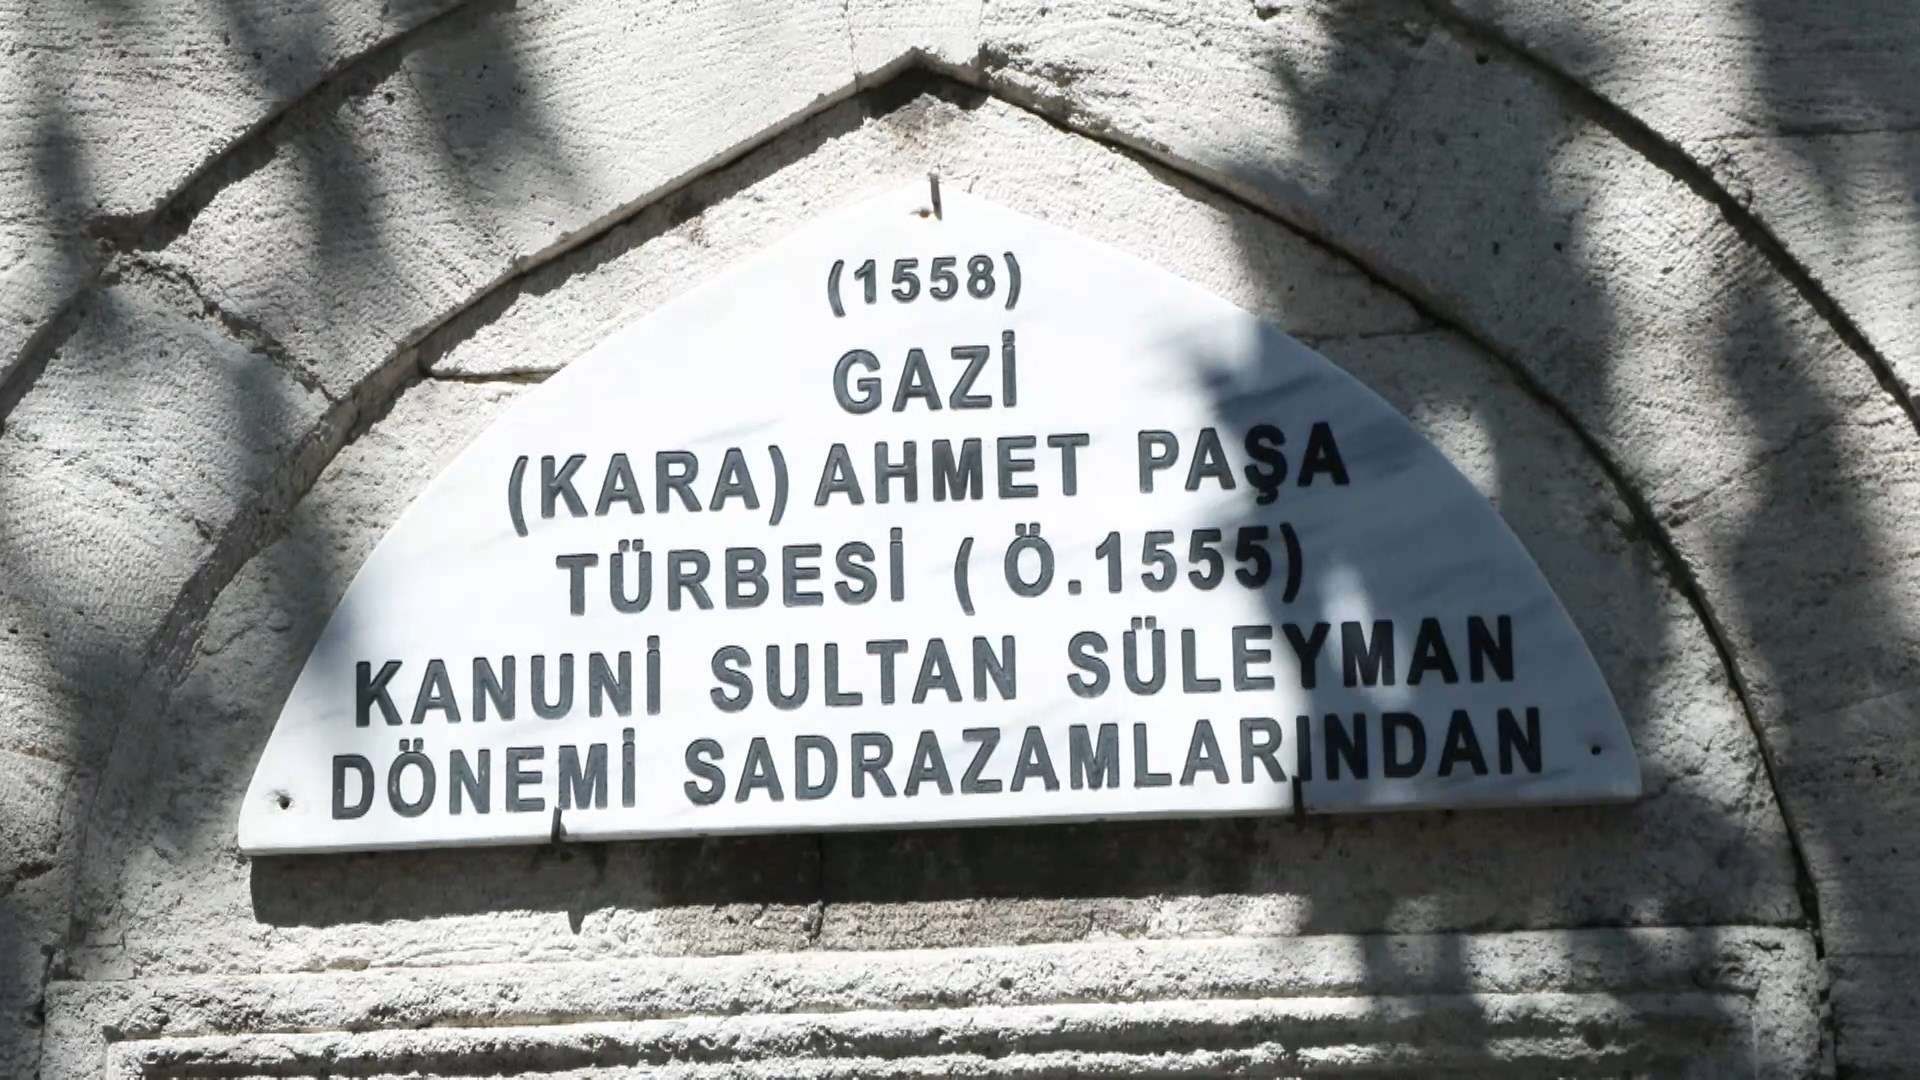 (1558)
GAZİ
(KARA) AHMET PAŞA
TÜRBESİ ( Ö.1555)
KANUNİ SULTAN SÜLEYMAN
DÖNEMİ SADRAZAMLARINDAN